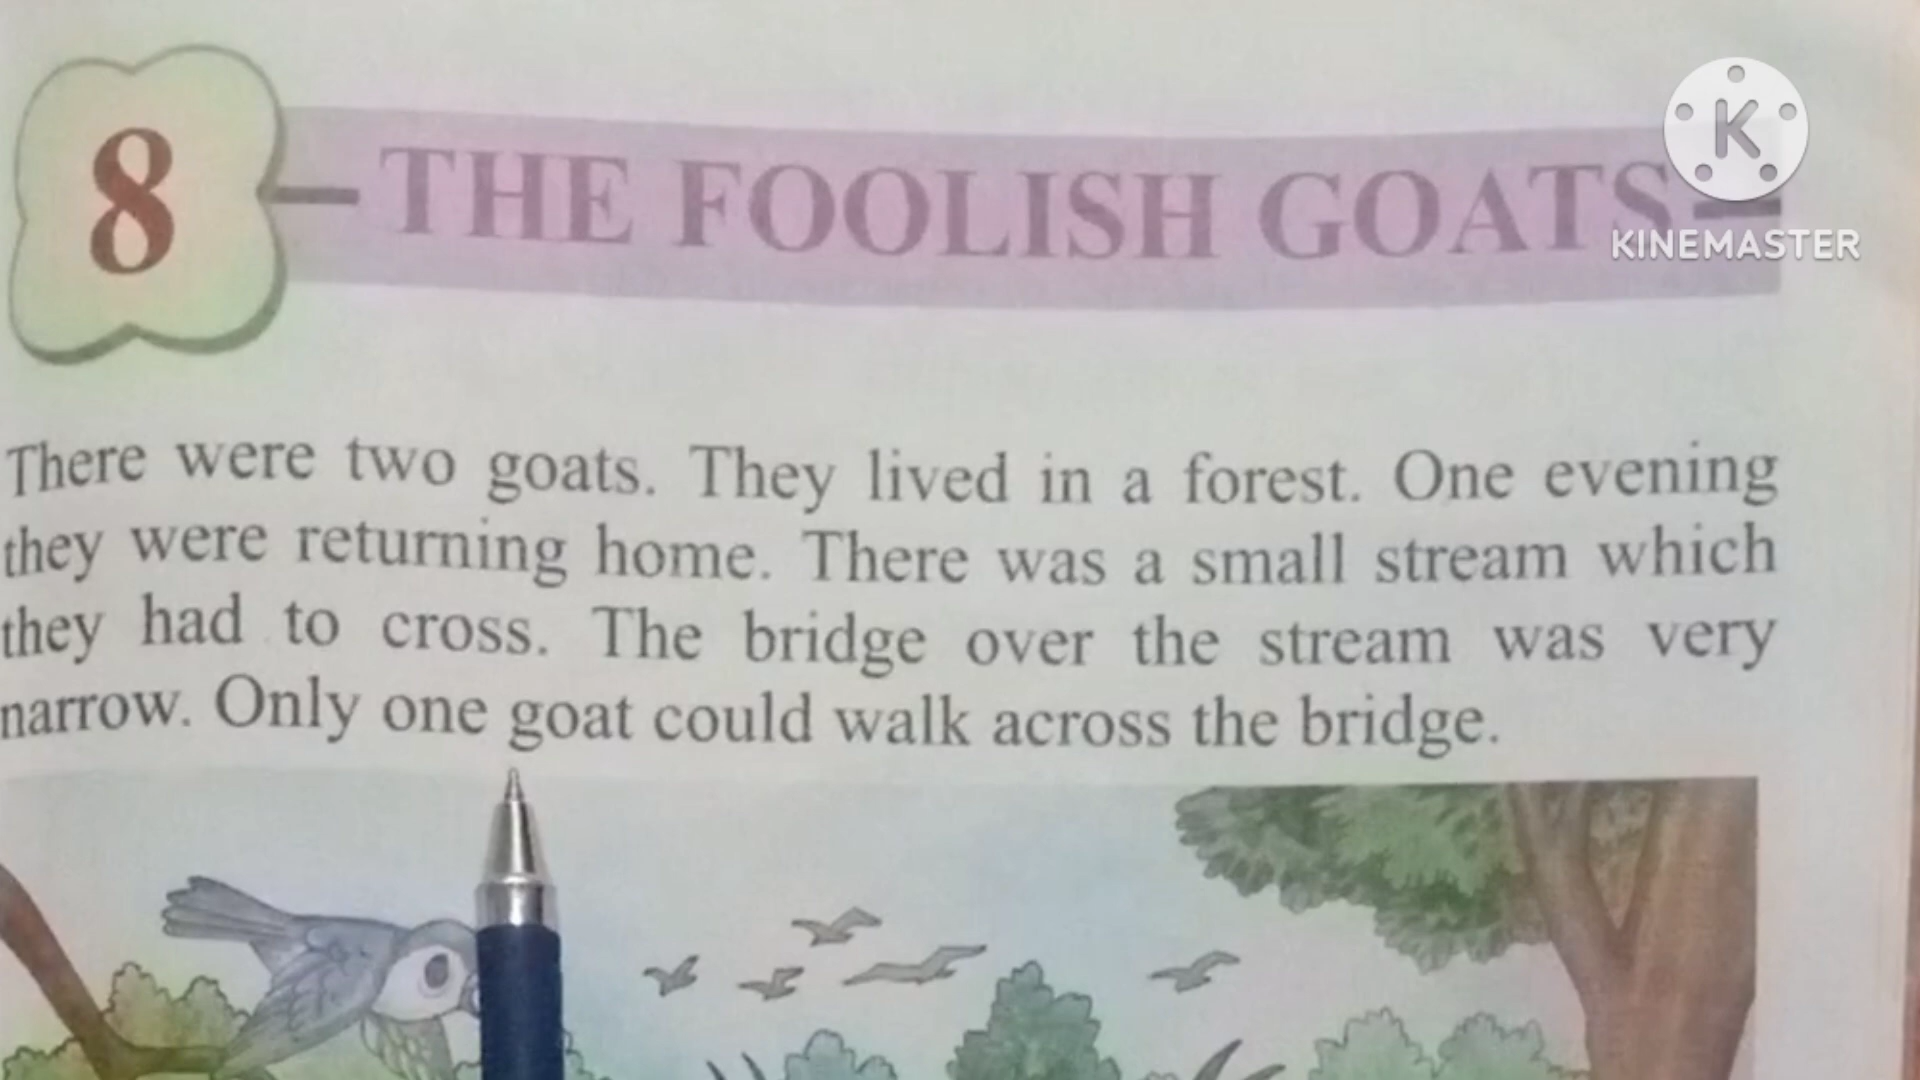 8
THE FOOLISH GOATS
K
KINEMASTER
There were two goats. They lived in a forest. One evening
they were returning home. There was a small stream which
they had to cross. The bridge over the stream was very
narrow. Only one goat could walk across the bridge.